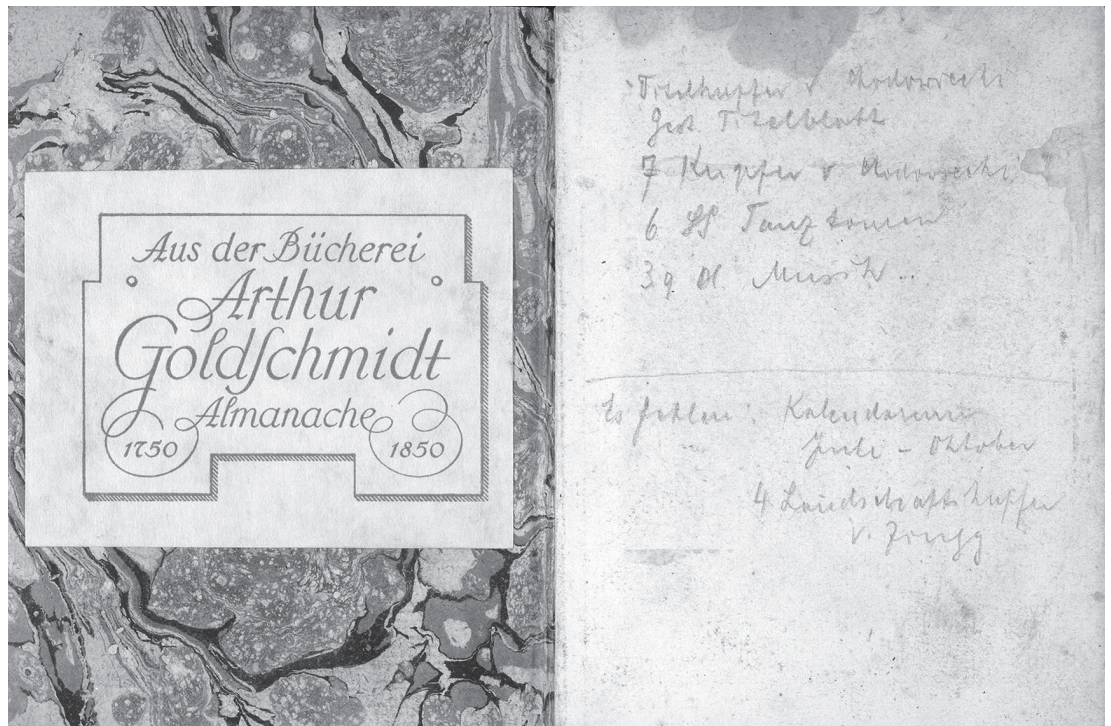 Aus der Bücherei
Arthur
Goldſchmidt
Almanache
1750 1850
Titelkupfer v Chodowiecki
Gest. Titelblatt
7 Kupfer v Chodowiecki
6 Tanztouren
3 Musik
Es fehlen: Kalendarium
Juli - Oktober
4 Landschaftskupfer
v. Zingg